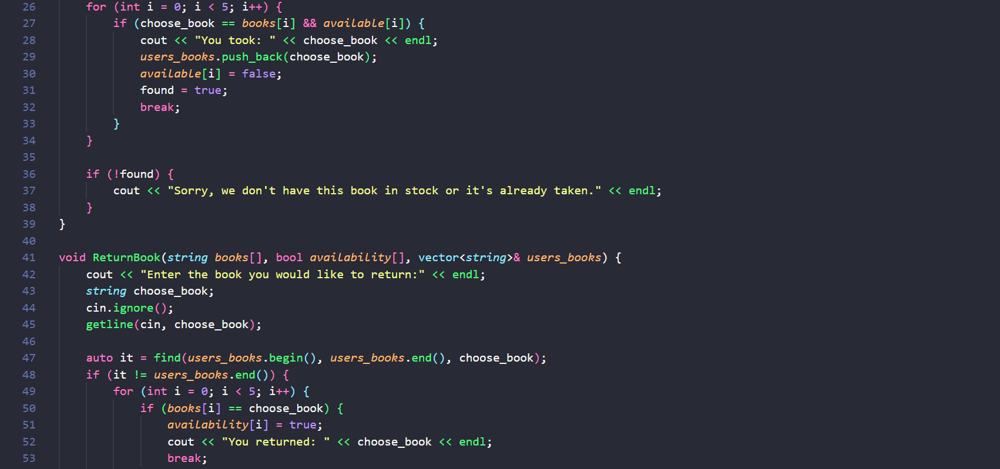 26 for (int i = 0; i < 5; i++) {
27 if (choose_book == books[i] && available[i]) {
28 cout << "You took: " << choose_book << endl;
29 users_books.push_back(choose_book);
30 available[i] = false;
31 found = true;
32 break;
33 }
34 }
35
36 if (!found) {
37 cout << "Sorry, we don't have this book in stock or it's already taken." << endl;
38 }
39 }
40
41 void ReturnBook(string books[], bool availability[], vector<string>& users_books) {
42 cout << "Enter the book you would like to return:" << endl;
43 string choose_book;
44 cin.ignore();
45 getline(cin, choose_book);
46
47 auto it = find(users_books.begin(), users_books.end(), choose_book);
48 if (it != users_books.end()) {
49 for (int i = 0; i < 5; i++) {
50 if (books[i] == choose_book) {
51 availability[i] = true;
52 cout << "You returned: " << choose_book << endl;
53 break;